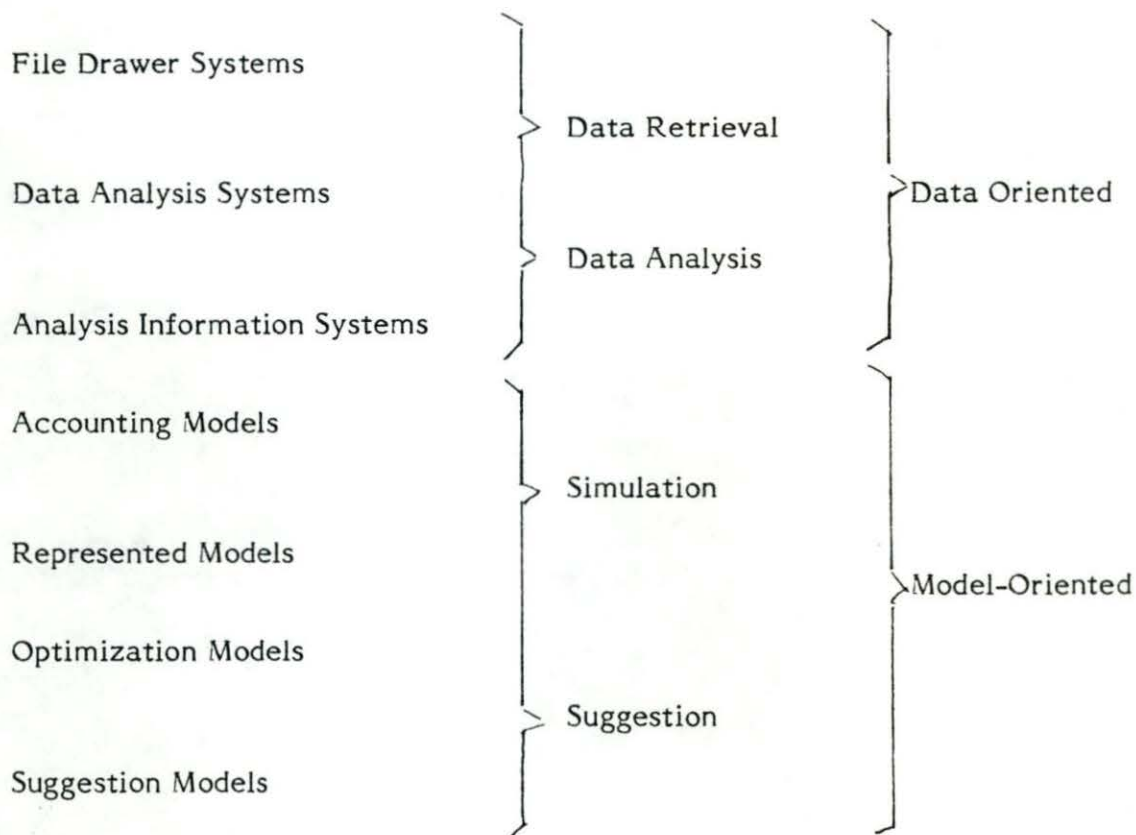 File Drawer Systems
Data Retrieval
Data Analysis Systems
Data Oriented
Data Analysis
Analysis Information Systems
Accounting Models
Simulation
Represented Models
Model-Oriented
Optimization Models
Suggestion
Suggestion Models